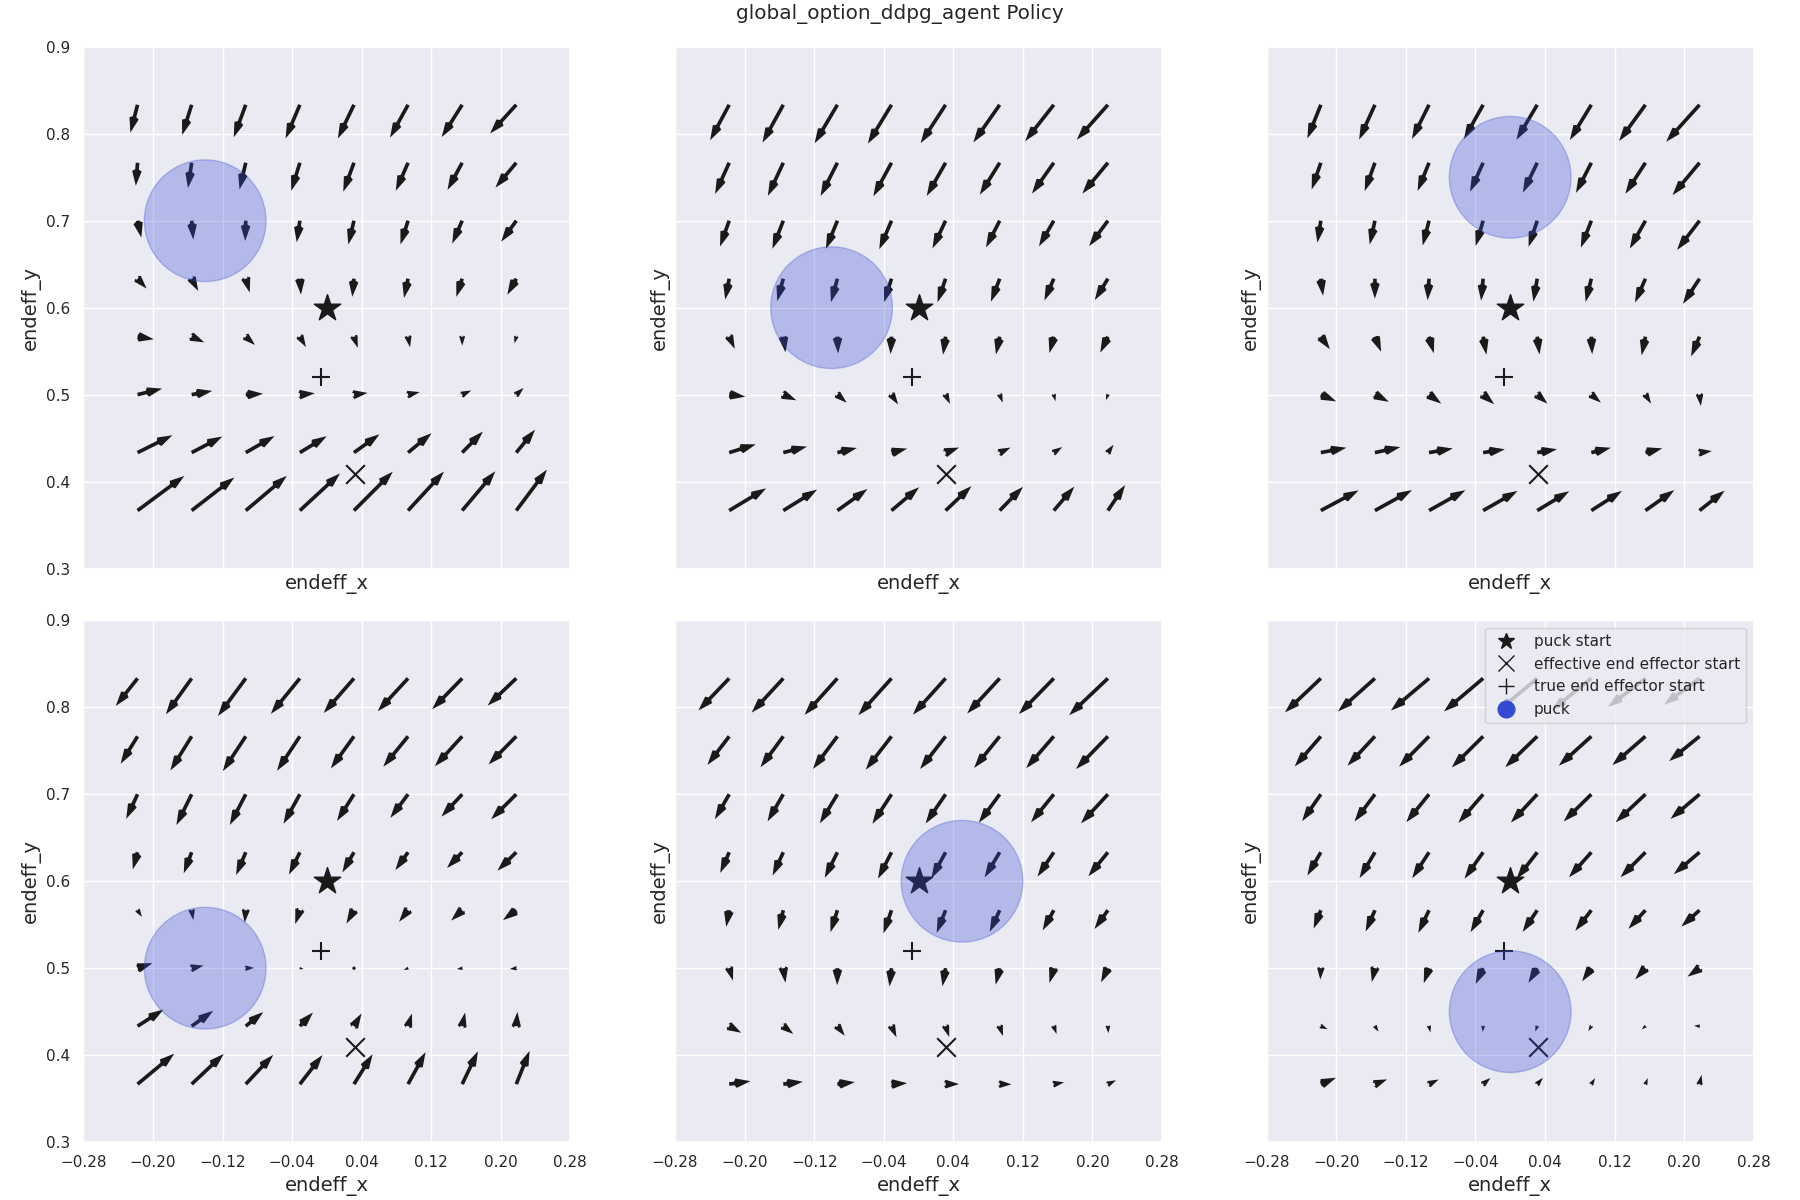 global_option_ddpg_agent Policy
0.9
0.8
0.7
0.6
0.5
0.4
0.3
endeff_y
endeff_x
endeff_y
endeff_x
endeff_y
endeff_x
0.9
0.8
0.7
0.6
0.5
0.4
0.3
endeff_y
−0.28 −0.20 −0.12 −0.04 0.04 0.12 0.20 0.28
endeff_x
endeff_y
−0.28 −0.20 −0.12 −0.04 0.04 0.12 0.20 0.28
endeff_x
puck start
effective end effector start
true end effector start
puck
endeff_y
−0.28 −0.20 −0.12 −0.04 0.04 0.12 0.20 0.28
endeff_x